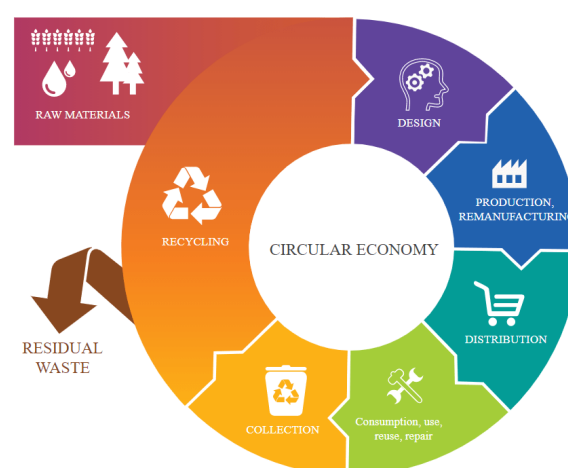 RAW MATERIALS
DESIGN
PRODUCTION,
REMANUFACTURING
RECYCLING
CIRCULAR ECONOMY
DISTRIBUTION
RESIDUAL
WASTE
Consumption, use,
reuse, repair
COLLECTION